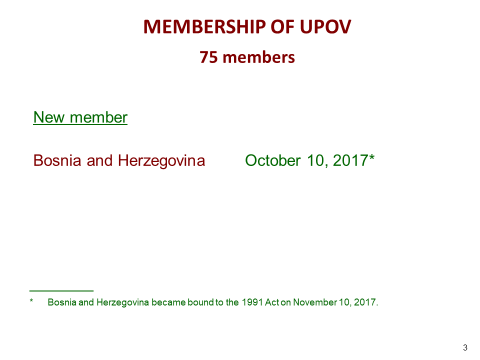 MEMBERSHIP OF UPOV
75 members
New member
Bosnia and Herzegovina October 10, 2017*
* Bosnia and Herzegovina became bound to the 1991 Act on November 10, 2017.
3